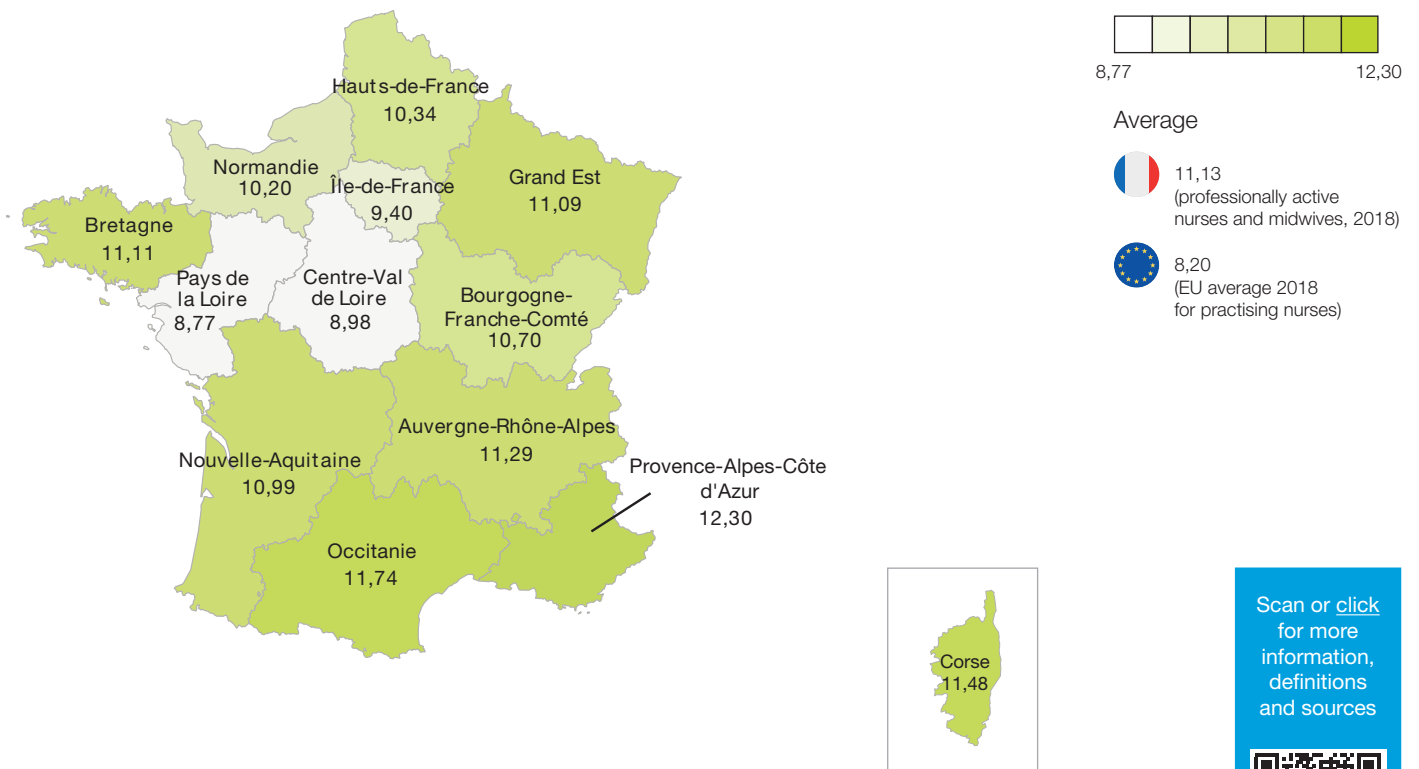 8,77
12,30
Average
11,13
(professionally active
nurses and midwives, 2018)
8,20
(EU average 2018
for practising nurses)
Hauts-de-France
10,34
Normandie
10,20
Île-de-France
9,40
Grand Est
11,09
Bretagne
11,11
Pays de
la Loire
8,77
Centre-Val
de Loire
8,98
Bourgogne-
Franche-Comté
10,70
Auvergne-Rhône-Alpes
11,29
Nouvelle-Aquitaine
10,99
Provence-Alpes-Côte
d'Azur
12,30
Occitanie
11,74
Corse
11,48
Scan or click
for more
information,
definitions
and sources